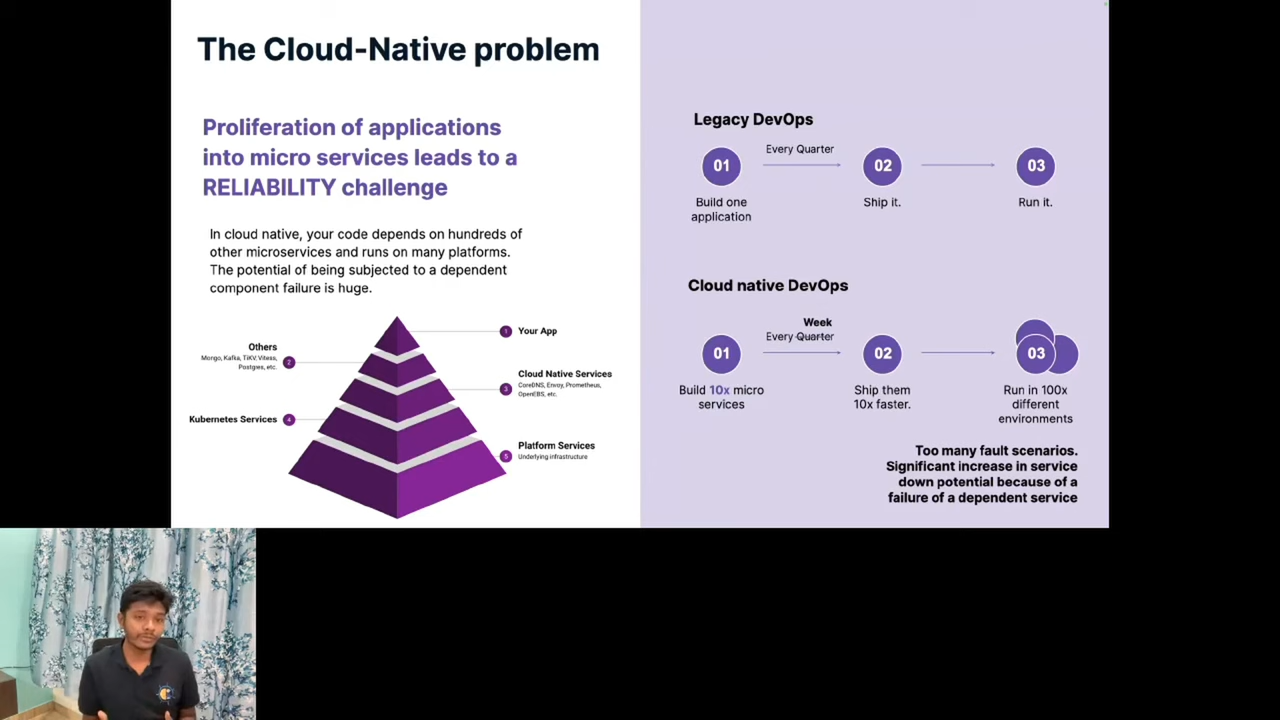 The Cloud-Native problem
Proliferation of applications
into micro services leads to a
RELIABILITY challenge
In cloud native, your code depends on hundreds of
other microservices and runs on many platforms.
The potential of being subjected to a dependent
component failure is huge.
1
Your App
Others
Mongo, Kafka, TiKV, Vitess,
Postgres, etc.
2
Cloud Native Services
CoreDNS, Envoy, Prometheus,
OpenEBS, etc.
3
Kubernetes Services
4
Platform Services
Underlying infrastructure
5
Legacy DevOps
01
Every Quarter
02
03
Build one
application
Ship it.
Run it.
Cloud native DevOps
Week
Every Quarter
01
02
03
Build 10x micro
services
Ship them
10x faster.
Run in 100x
different
environments
Too many fault scenarios.
Significant increase in service
down potential because of a
failure of a dependent service